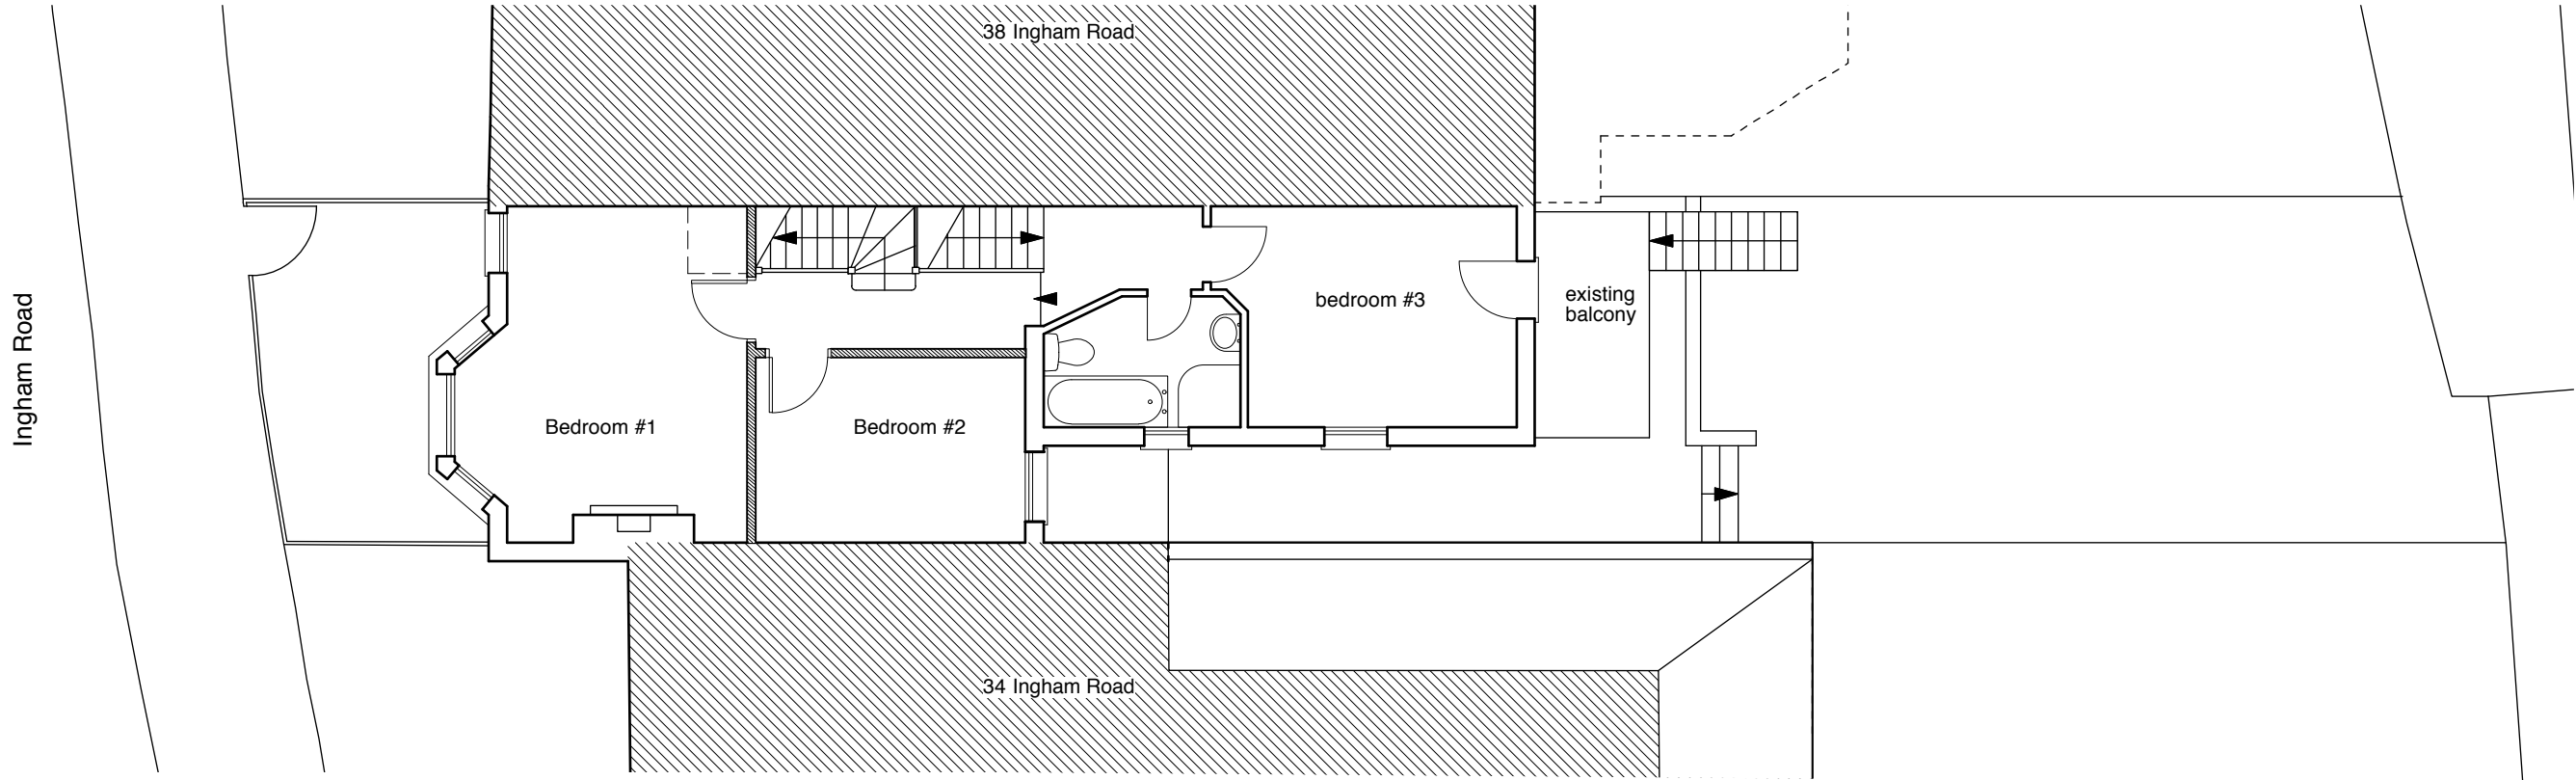 38 Ingham Road
Ingham Road
bedroom #3
existing
balcony
Bedroom #1
Bedroom #2
34 Ingham Road